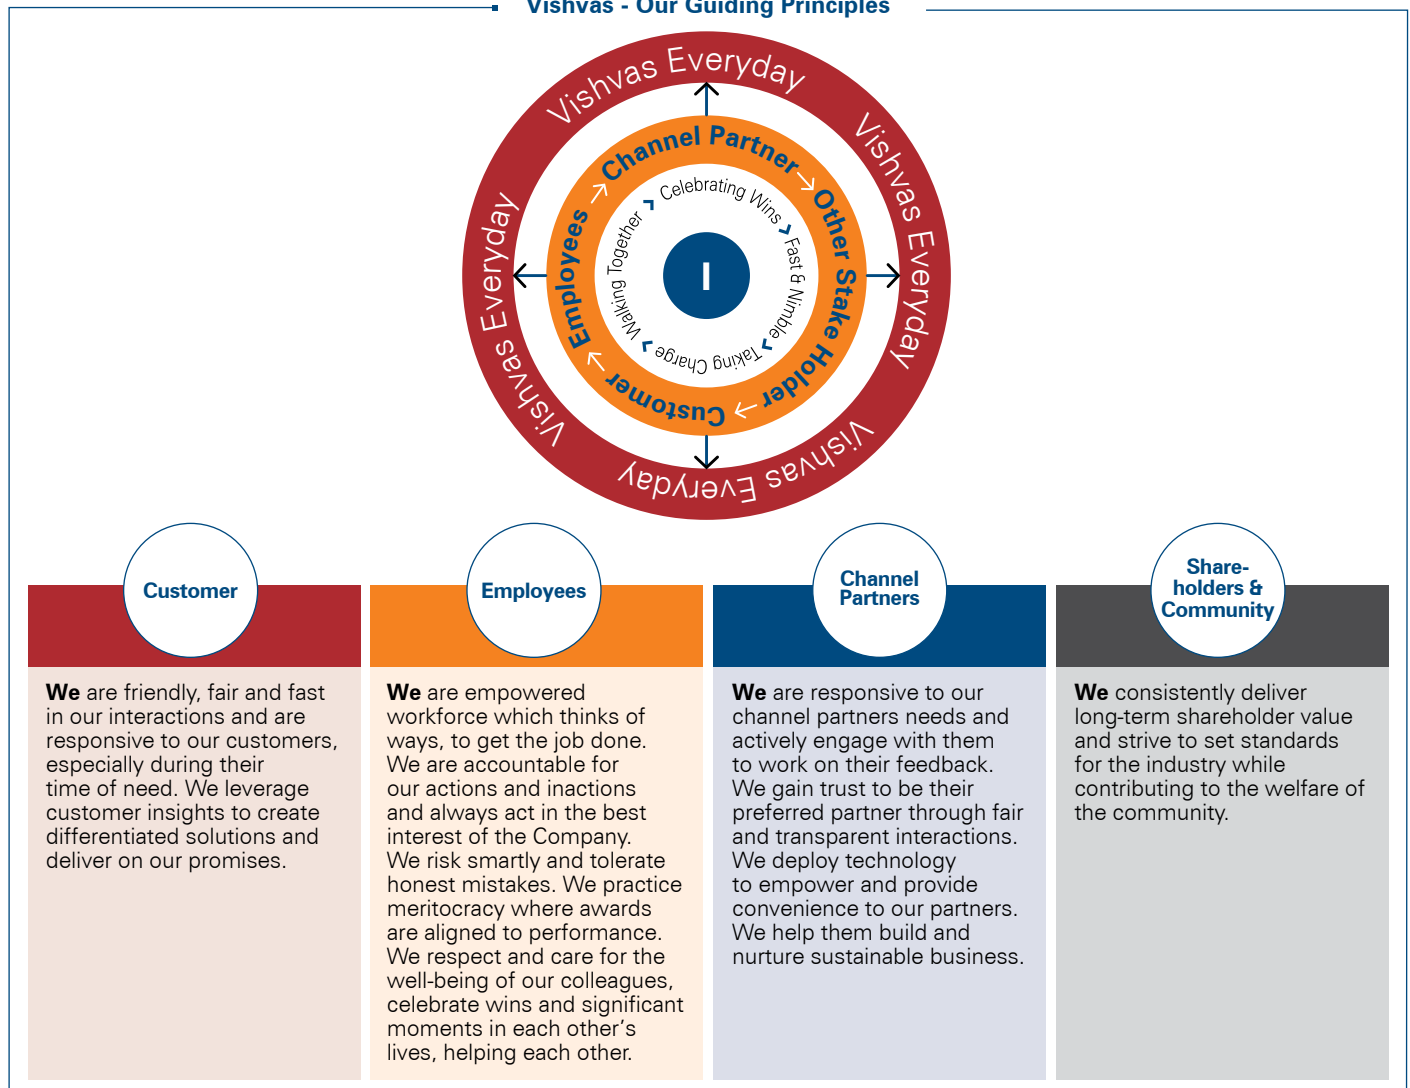 Vishvas - Our Guiding Principles
Vishvas Everyday
Vishvas Everyday
Vishvas Everyday
Vishvas Everyday
Channel Partner
Other Stake Holder
Customer
Employees
Celebrating Wins
Fast & Nimble
Taking Charge
Walking Together
I
Customer
We are friendly, fair and fast
in our interactions and are
responsive to our customers,
especially during their
time of need. We leverage
customer insights to create
differentiated solutions and
deliver on our promises.
Employees
We are empowered
workforce which thinks of
ways, to get the job done.
We are accountable for
our actions and inactions
and always act in the best
interest of the Company.
We risk smartly and tolerate
honest mistakes. We practice
meritocracy where awards
are aligned to performance.
We respect and care for the
well-being of our colleagues,
celebrate wins and significant
moments in each other’s
lives, helping each other.
Channel
Partners
We are responsive to our
channel partners needs and
actively engage with them
to work on their feedback.
We gain trust to be their
preferred partner through fair
and transparent interactions.
We deploy technology
to empower and provide
convenience to our partners.
We help them build and
nurture sustainable business.
Share-
holders &
Community
We consistently deliver
long-term shareholder value
and strive to set standards
for the industry while
contributing to the welfare of
the community.